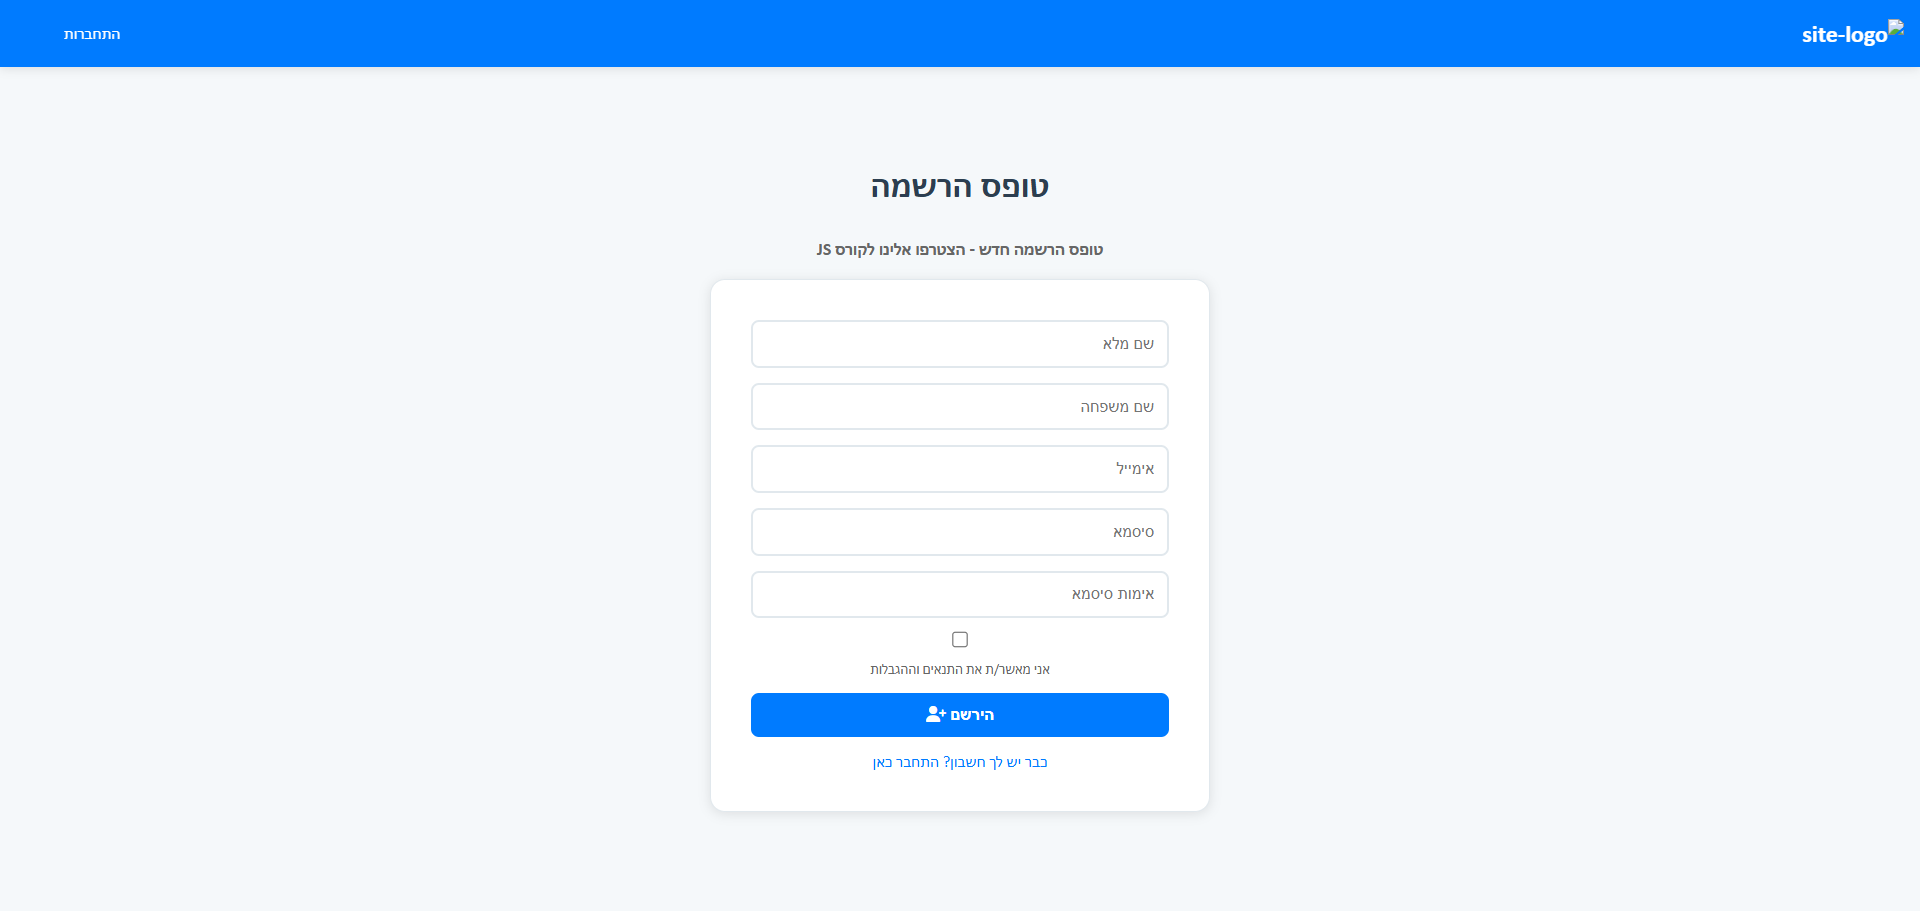 site-logo
התחברות
טופס הרשמה
טופס הרשמה חדש - הצטרפו אלינו לקורס JS
שם מלא
שם משפחה
אימייל
סיסמא
אימות סיסמא
אני מאשר/ת את התנאים וההגבלות
הירשם
כבר יש לך חשבון? התחבר כאן